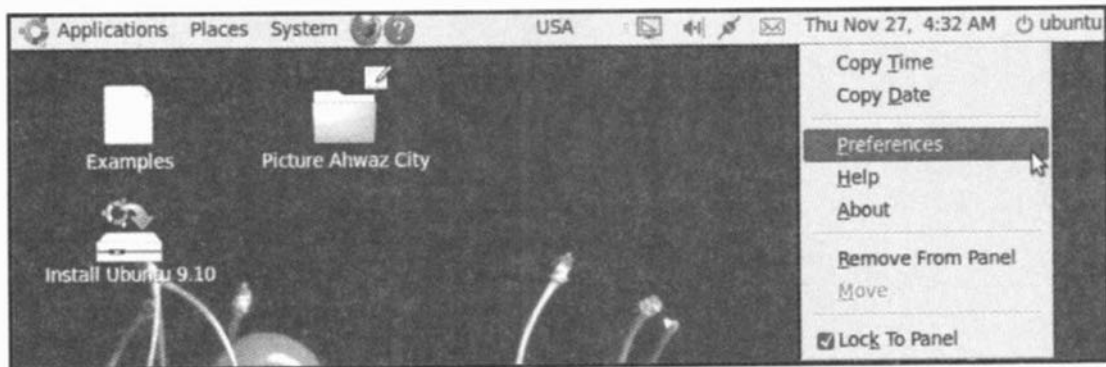 Applications Places System USA Thu Nov 27, 4:32 AM ubuntu
Copy Time
Copy Date
Preferences
Help
About
Remove From Panel
Move
Lock To Panel
Examples
Picture Ahwaz City
Install Ubuntu 9.10